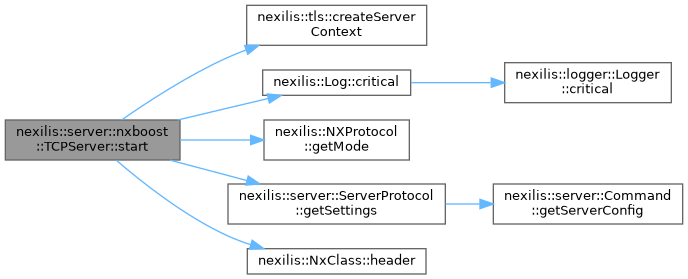 nexilis::server::nxboost
::TCPServer::start
nexilis::tls::createServer
Context
nexilis::Log::critical
nexilis::logger::Logger
::critical
nexilis::NXProtocol
::getMode
nexilis::server::ServerProtocol
::getSettings
nexilis::server::Command
::getServerConfig
nexilis::NxClass::header